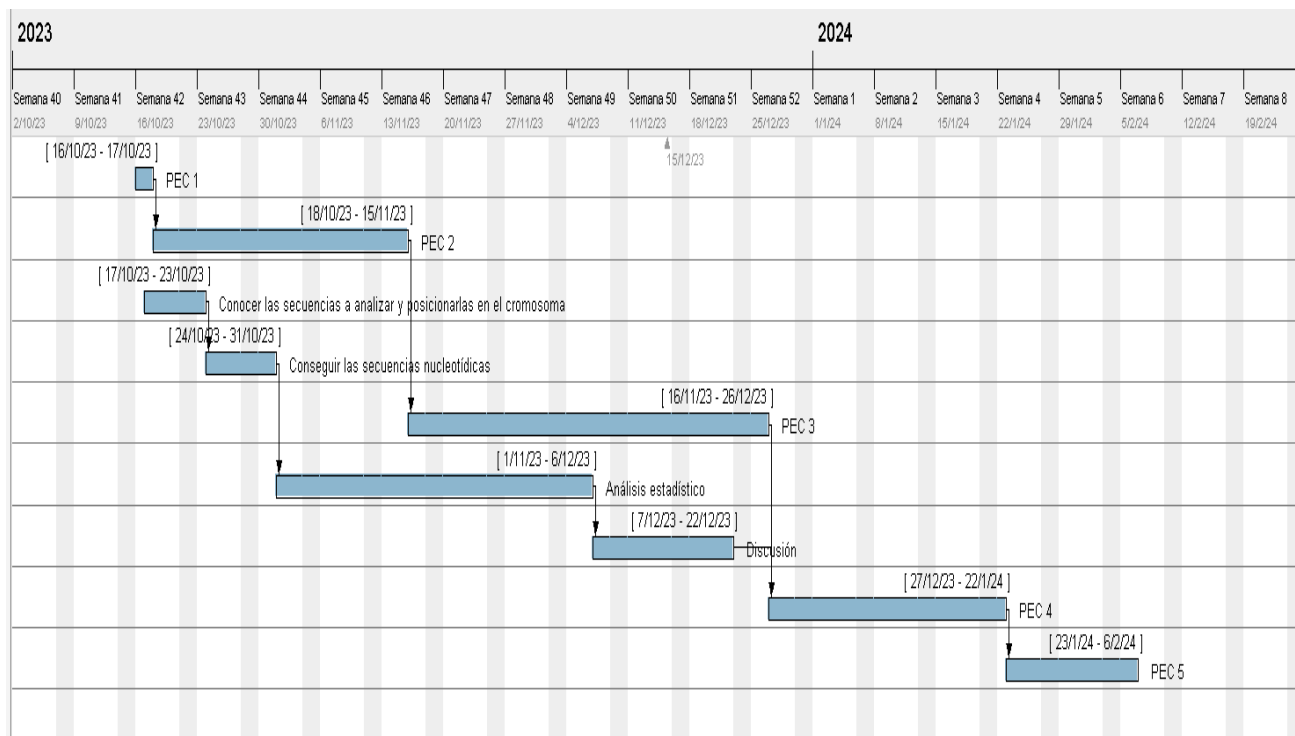 2023 2024
Semana 40 Semana 41 Semana 42 Semana 43 Semana 44 Semana 45 Semana 46 Semana 47 Semana 48 Semana 49 Semana 50 Semana 51 Semana 52 Semana 1 Semana 2 Semana 3 Semana 4 Semana 5 Semana 6 Semana 7 Semana 8
2/10/23 9/10/23 16/10/23 23/10/23 30/10/23 6/11/23 13/11/23 20/11/23 27/11/23 4/12/23 11/12/23 18/12/23 25/12/23 1/1/24 8/1/24 15/1/24 22/1/24 29/1/24 5/2/24 12/2/24 19/2/24
15/12/23
[ 16/10/23 - 17/10/23 ]
PEC 1
[ 18/10/23 - 15/11/23 ]
PEC 2
[ 17/10/23 - 23/10/23 ]
Conocer las secuencias a analizar y posicionarlas en el cromosoma
[ 24/10/23 - 31/10/23 ]
Conseguir las secuencias nucleotídicas
[ 16/11/23 - 26/12/23 ]
PEC 3
[ 1/11/23 - 6/12/23 ]
Análisis estadístico
[ 7/12/23 - 22/12/23 ]
Discusión
[ 27/12/23 - 22/1/24 ]
PEC 4
[ 23/1/24 - 6/2/24 ]
PEC 5